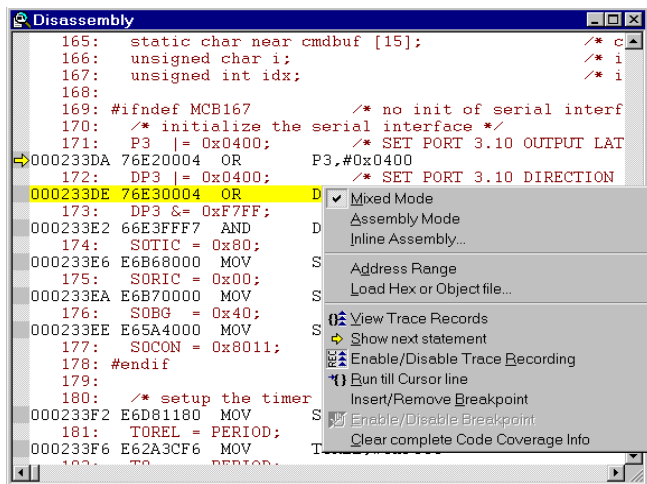 Disassembly
165: static char near cmdbuf [15]; /* c
166: unsigned char i; /* i
167: unsigned int idx; /* i
168:
169: #ifndef MCB167 /* no init of serial interf
170: /* initialize the serial interface */
171: P3 |= 0x0400; /* SET PORT 3.10 OUTPUT LAT
000233DA 76E20004 OR P3,#0x0400
172: DP3 |= 0x0400; /* SET PORT 3.10 DIRECTION
000233DE 76E30004 OR D
173: DP3 &= 0xF7FF;
000233E2 66E3FFF7 AND D
174: S0TIC = 0x80;
000233E6 E6B68000 MOV S
175: S0RIC = 0x00;
000233EA E6B70000 MOV S
176: S0BG = 0x40;
000233EE E65A4000 MOV S
177: S0CON = 0x8011;
178: #endif
179:
180: /* setup the timer
000233F2 E6D81180 MOV S
181: T0REL = PERIOD;
000233F6 E62A3CF6 MOV
Mixed Mode
Assembly Mode
Inline Assembly...
Address Range
Load Hex or Object file...
View Trace Records
Show next statement
Enable/Disable Trace Recording
Run till Cursor line
Insert/Remove Breakpoint
Enable/Disable Breakpoint
Clear complete Code Coverage Info